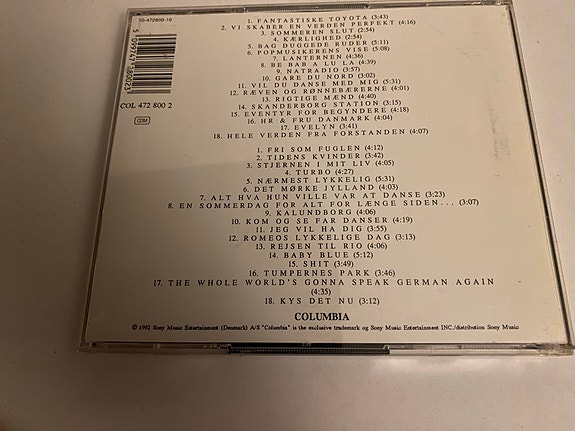 10-472800-10
5 099747 280023
COL 472 800 2
1. FANTASTISKE TOYOTA (3:43)
2. VI SKABER EN VERDEN PERFEKT (4:16)
3. SOMMEREN SLUT (2:54)
4. KÆRLIGHED (2:54)
5. BAG DUGGEDE RUDER (5:11)
6. POPMUSIKERENS VISE (5:08)
7. LANTERNEN (4:36)
8. BE BAB A LU LA (4:39)
9. NATRADIO (3:57)
10. GARE DU NORD (3:02)
11. VIL DU DANSE MED MIG (5:31)
12. RÆVEN OG RØNNEBÆRERNE (4:01)
13. RIGTIGE MÆND (4:40)
14. SKANDERBORG STATION (3:15)
15. EVENTYR FOR BEGYNDERE (4:18)
16. HR & FRU DANMARK (4:04)
17. EVELYN (3:41)
18. HELE VERDEN FRA FORSTANDEN (4:07)
1. FRI SOM FUGLEN (4:12)
2. TIDENS KVINDER (3:42)
3. STJERNEN I MIT LIV (4:05)
4. TURBO (4:27)
5. NÆRMEST LYKKELIG (5:31)
6. DET MØRKE JYLLAND (4:03)
7. ALT HVA HUN VILLE VAR AT DANSE (3:23)
8. EN SOMMERDAG FOR ALT FOR LÆNGE SIDEN... (3:07)
9. KALUNDBORG (4:06)
10. KOM OG SE FAR DANSER (4:19)
11. JEG VIL HA DIG (3:55)
12. ROMEOS LYKKELIGE DAG (3:13)
13. REJSEN TIL RIO (4:06)
14. BABY BLUE (5:12)
15. SHIT (3:49)
16. TUMPERNES PARK (3:46)
17. THE WHOLE WORLD'S GONNA SPEAK GERMAN AGAIN
(4:35)
18. KYS DET NU (3:12)
COLUMBIA
© 1992 Sony Music Entertainment (Denmark) A/S "Columbia" is the exclusive trademark og Sony Music Entertainment INC./distribution Sony Music